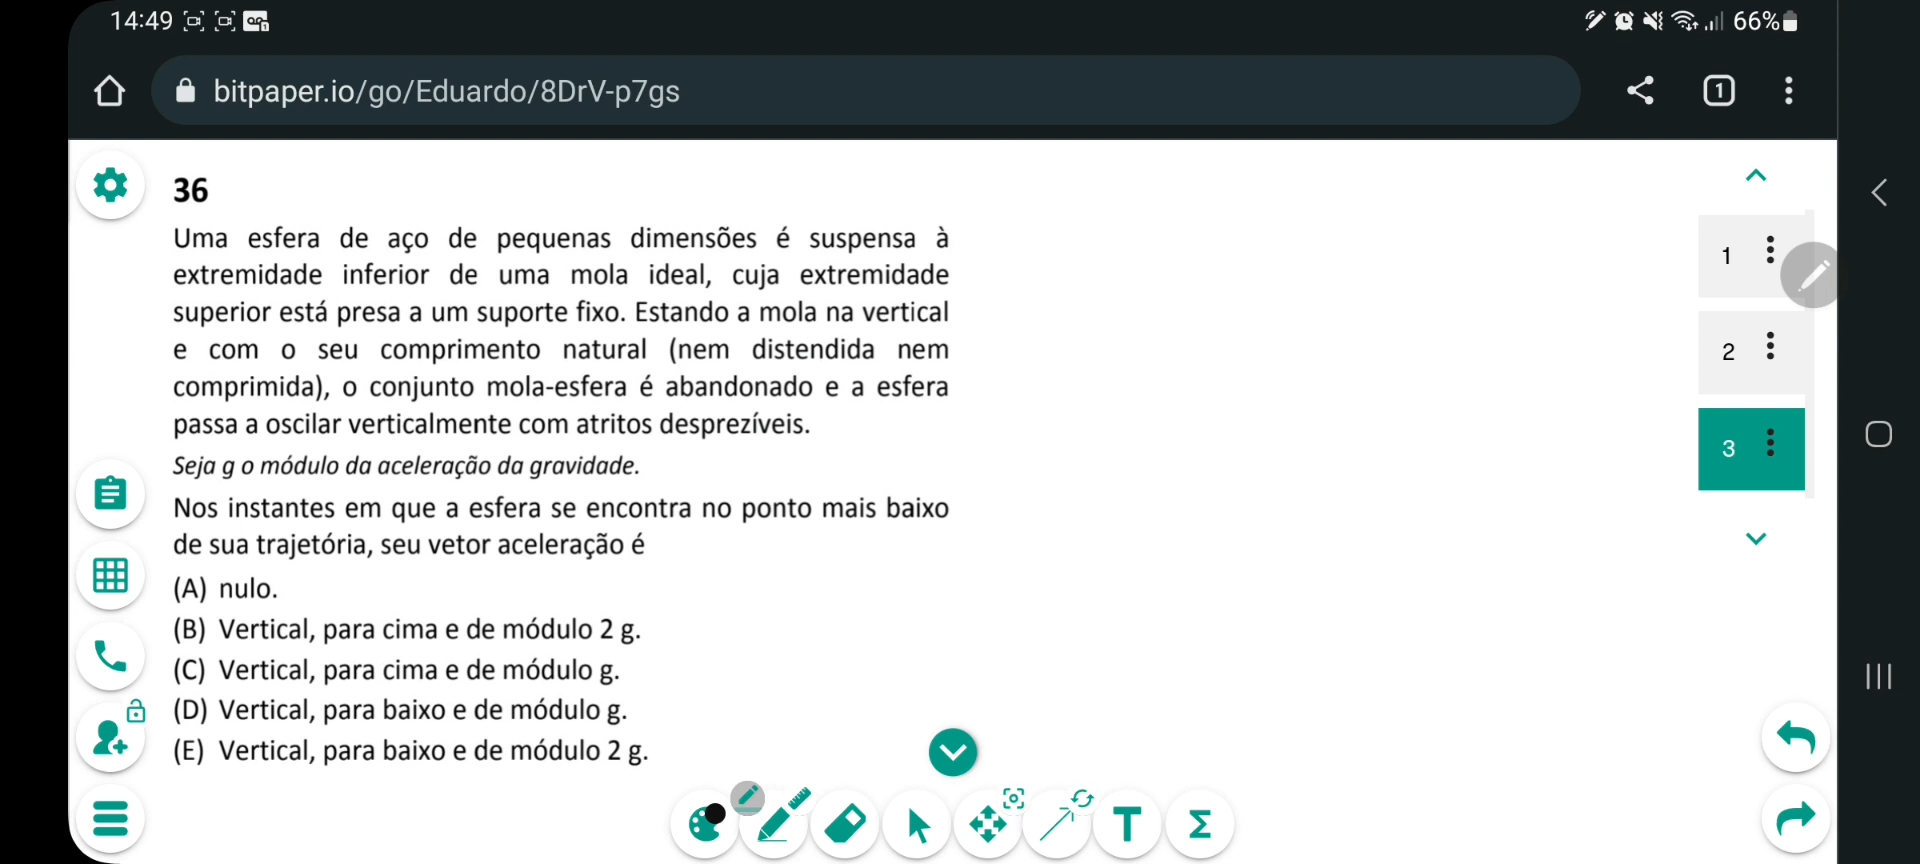 14:49
66%
bitpaper.io/go/Eduardo/8DrV-p7gs
1
36
Uma esfera de aço de pequenas dimensões é suspensa à
extremidade inferior de uma mola ideal, cuja extremidade
superior está presa a um suporte fixo. Estando a mola na vertical
e com o seu comprimento natural (nem distendida nem
comprimida), o conjunto mola-esfera é abandonado e a esfera
passa a oscilar verticalmente com atritos desprezíveis.
Seja g o módulo da aceleração da gravidade.
Nos instantes em que a esfera se encontra no ponto mais baixo
de sua trajetória, seu vetor aceleração é
(A) nulo.
(B) Vertical, para cima e de módulo 2 g.
(C) Vertical, para cima e de módulo g.
(D) Vertical, para baixo e de módulo g.
(E) Vertical, para baixo e de módulo 2 g.
1
2
3
T
Σ